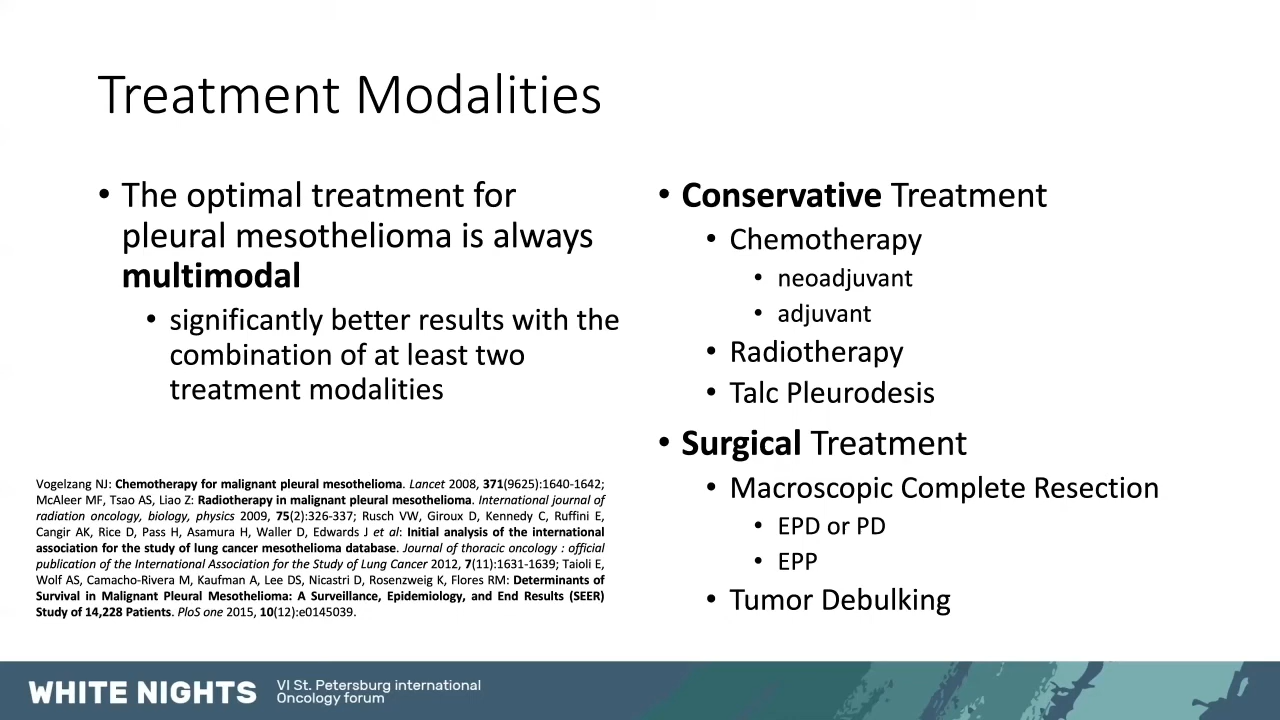 Treatment Modalities
• The optimal treatment for
pleural mesothelioma is always
multimodal
• significantly better results with the
combination of at least two
treatment modalities
Vogelzang NJ: Chemotherapy for malignant pleural mesothelioma. Lancet 2008, 371(9625):1640-1642;
McAleer MF, Tsao AS, Liao Z: Radiotherapy in malignant pleural mesothelioma. International journal of
radiation oncology, biology, physics 2009, 75(2):326-337; Rusch VW, Giroux D, Kennedy C, Ruffini E,
Cangir AK, Rice D, Pass H, Asamura H, Waller D, Edwards J et al: Initial analysis of the international
association for the study of lung cancer mesothelioma database. Journal of thoracic oncology : official
publication of the International Association for the Study of Lung Cancer 2012, 7(11):1631-1639; Taioli E,
Wolf AS, Camacho-Rivera M, Kaufman A, Lee DS, Nicastri D, Rosenzweig K, Flores RM: Determinants of
Survival in Malignant Pleural Mesothelioma: A Surveillance, Epidemiology, and End Results (SEER)
Study of 14,228 Patients. PloS one 2015, 10(12):e0145039.
• Conservative Treatment
• Chemotherapy
• neoadjuvant
• adjuvant
• Radiotherapy
• Talc Pleurodesis
• Surgical Treatment
• Macroscopic Complete Resection
• EPD or PD
• EPP
• Tumor Debulking
WHITE NIGHTS
VI St. Petersburg international
Oncology forum